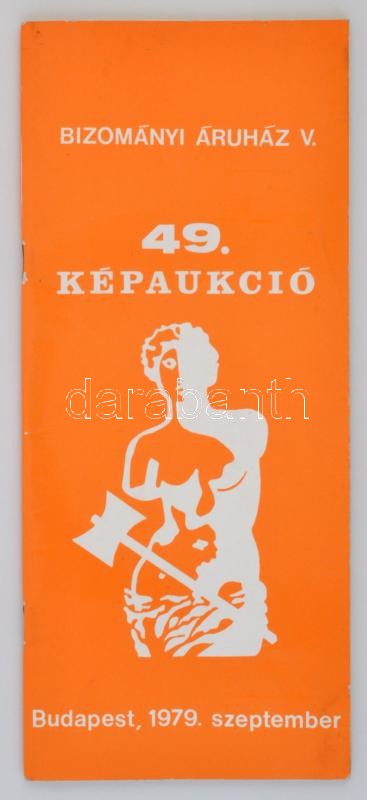 BIZOMÁNYI ÁRUHÁZ V.
49.
KÉPAUKCIÓ
darabanth
Budapest, 1979. szeptember